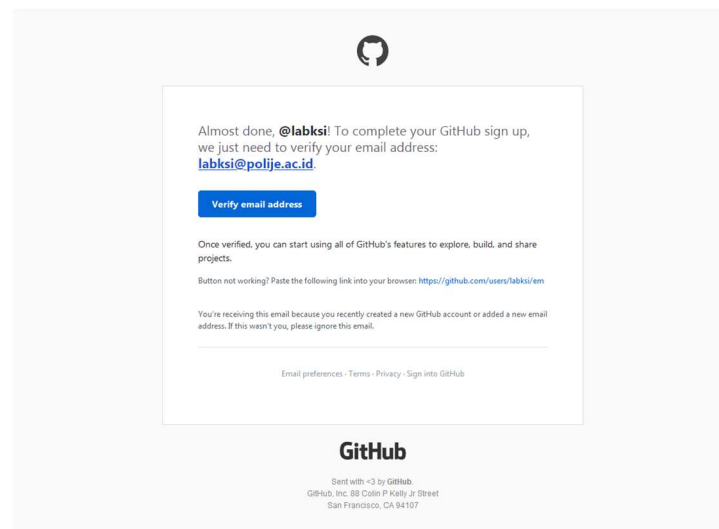 Almost done, @labksi! To complete your GitHub sign up,
we just need to verify your email address:
labksi@polije.ac.id.
Verify email address
Once verified, you can start using all of GitHub's features to explore, build, and share
projects.
Button not working? Paste the following link into your browser: https://github.com/users/labksi/em
You're receiving this email because you recently created a new GitHub account or added a new email
address. If this wasn't you, please ignore this email.
Email preferences · Terms · Privacy · Sign into GitHub
GitHub
Sent with <3 by GitHub.
GitHub, Inc. 88 Colin P Kelly Jr Street
San Francisco, CA 94107